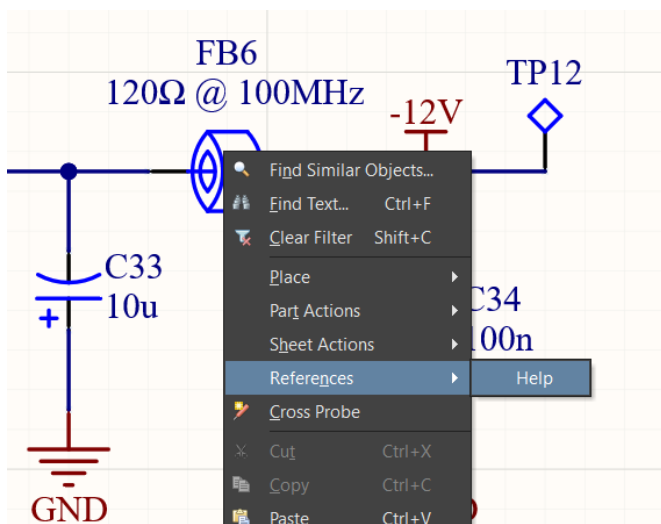 FB6
120Ω @ 100MHz
-12V
TP12
Find Similar Objects...
Find Text... Ctrl+F
Clear Filter Shift+C
C33
10u
Place
Part Actions
C34
100n
Sheet Actions
References
Help
Cross Probe
Cut Ctrl+X
Copy Ctrl+C
Paste Ctrl+V
GND